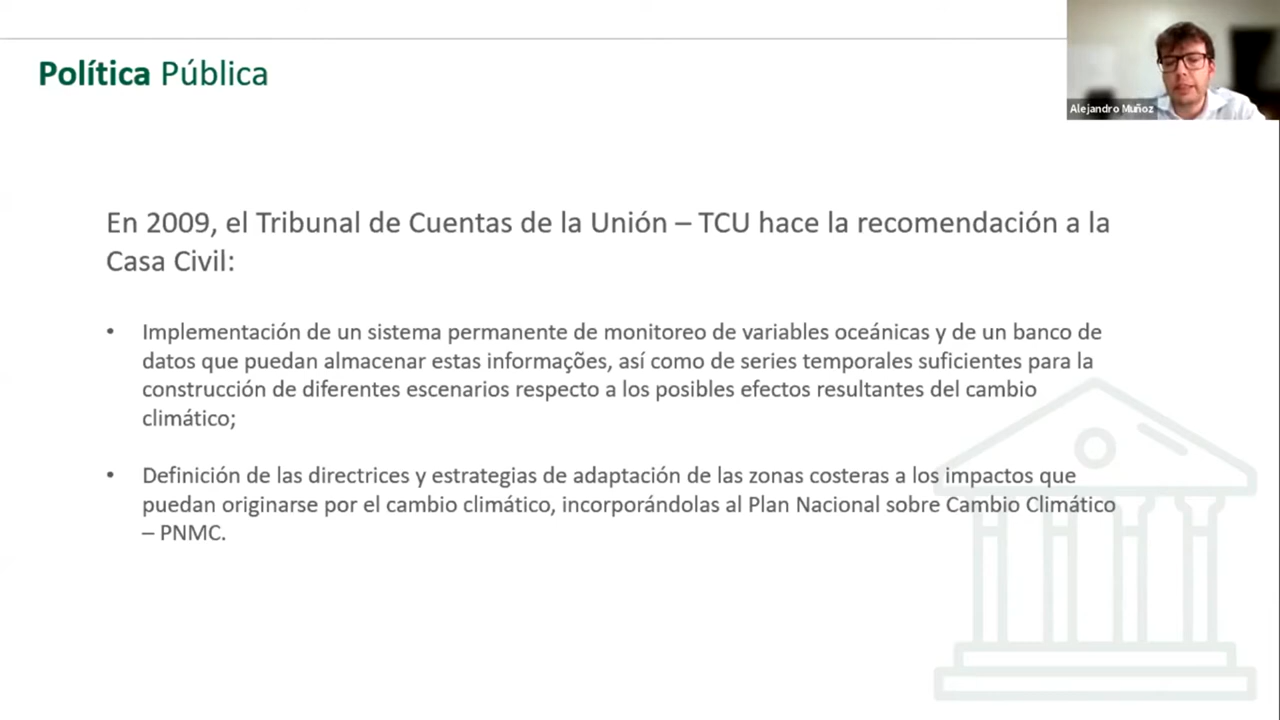 Política Pública
Alejandro Muñoz
En 2009, el Tribunal de Cuentas de la Unión – TCU hace la recomendación a la
Casa Civil:
• Implementación de un sistema permanente de monitoreo de variables oceánicas y de un banco de
datos que puedan almacenar estas informações, así como de series temporales suficientes para la
construcción de diferentes escenarios respecto a los posibles efectos resultantes del cambio
climático;
• Definición de las directrices y estrategias de adaptación de las zonas costeras a los impactos que
puedan originarse por el cambio climático, incorporándolas al Plan Nacional sobre Cambio Climático
– PNMC.